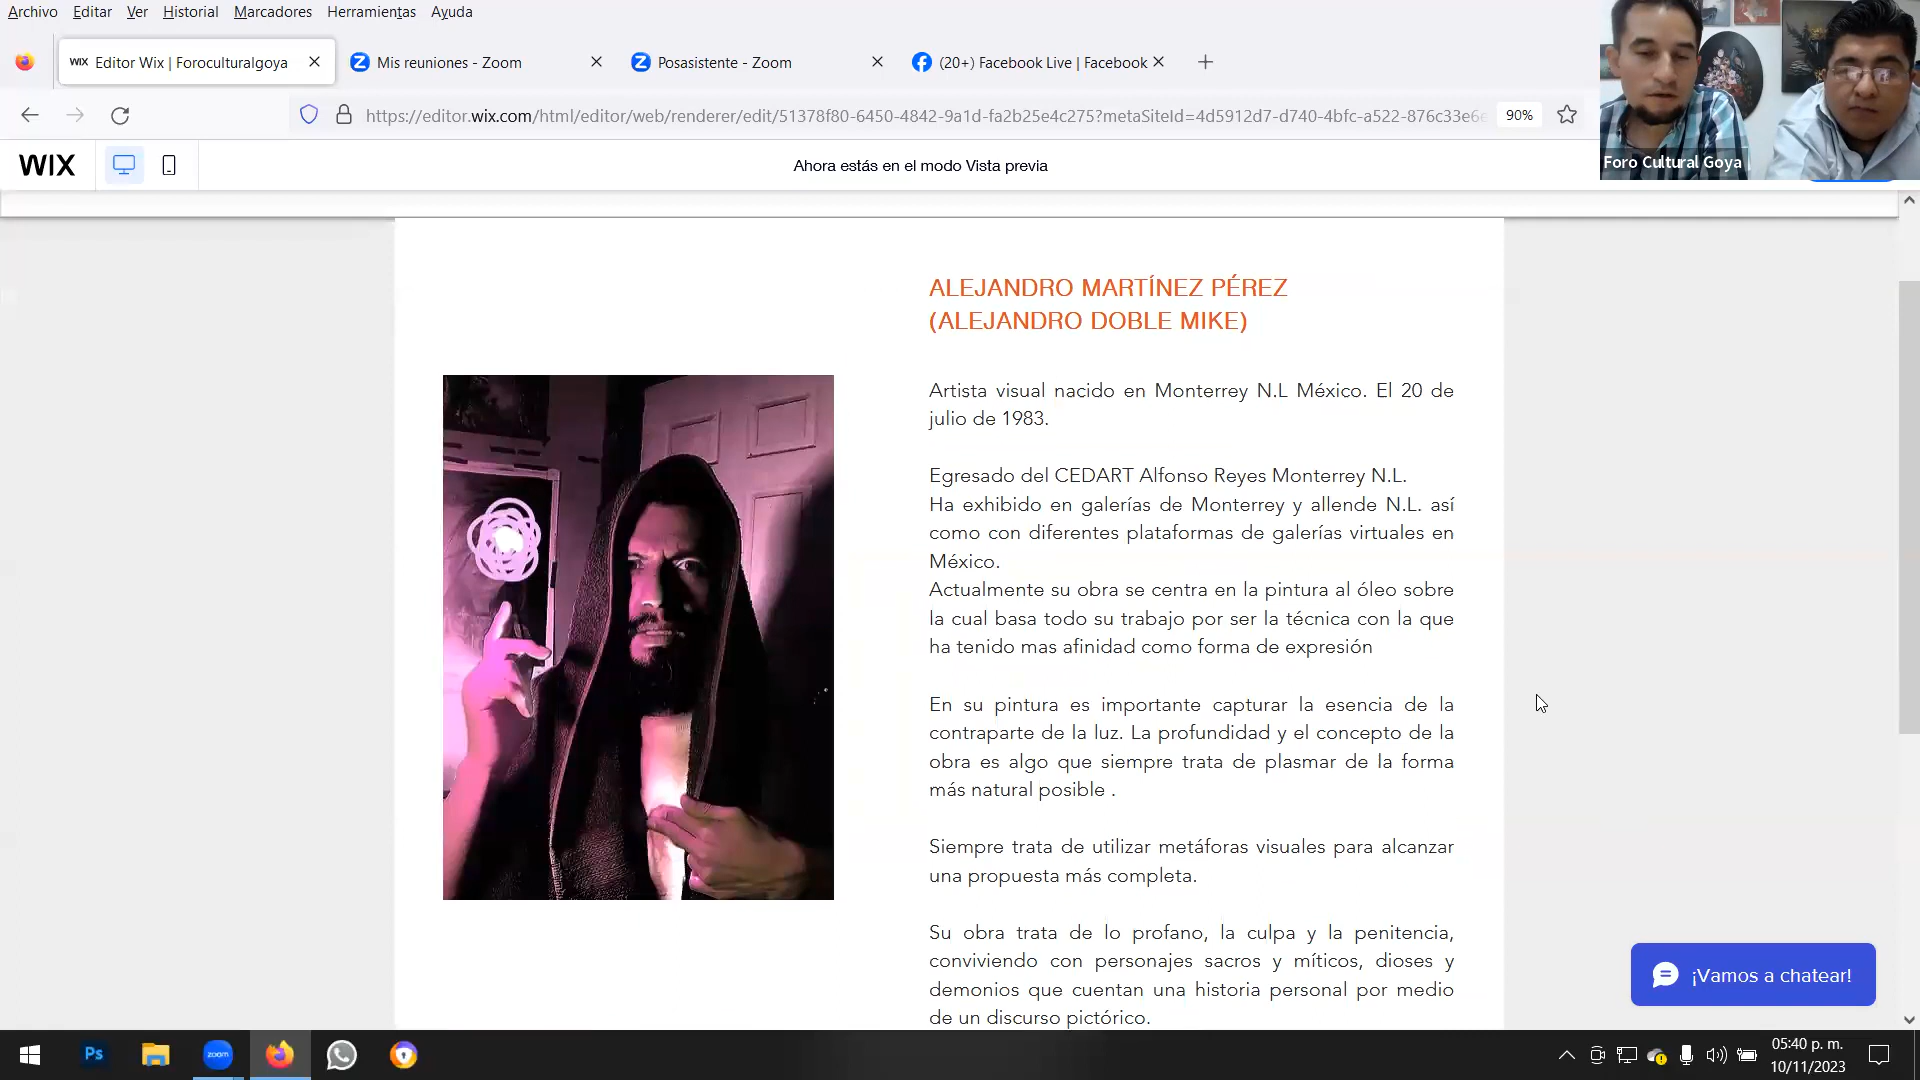 Archivo Editar Ver Historial Marcadores Herramientas Ayuda
WIX Editor Wix | Foroculturalgoya
Mis reuniones - Zoom
Posasistente - Zoom
(20+) Facebook Live | Facebook
https://editor.wix.com/html/editor/web/renderer/edit/51378f80-6450-4842-9a1d-fa2b25e4c275?metaSiteId=4d5912d7-d740-4bfc-a522-876c33e6e
90%
Foro Cultural Goya
WIX
Ahora estás en el modo Vista previa
ALEJANDRO MARTÍNEZ PÉREZ
(ALEJANDRO DOBLE MIKE)
Artista visual nacido en Monterrey N.L México. El 20 de
julio de 1983.
Egresado del CEDART Alfonso Reyes Monterrey N.L.
Ha exhibido en galerías de Monterrey y allende N.L. así
como con diferentes plataformas de galerías virtuales en
México.
Actualmente su obra se centra en la pintura al óleo sobre
la cual basa todo su trabajo por ser la técnica con la que
ha tenido mas afinidad como forma de expresión
En su pintura es importante capturar la esencia de la
contraparte de la luz. La profundidad y el concepto de la
obra es algo que siempre trata de plasmar de la forma
más natural posible .
Siempre trata de utilizar metáforas visuales para alcanzar
una propuesta más completa.
Su obra trata de lo profano, la culpa y la penitencia,
conviviendo con personajes sacros y míticos, dioses y
demonios que cuentan una historia personal por medio
de un discurso pictórico.
¡Vamos a chatear!
Ps
zoom
05:40 p. m.
10/11/2023